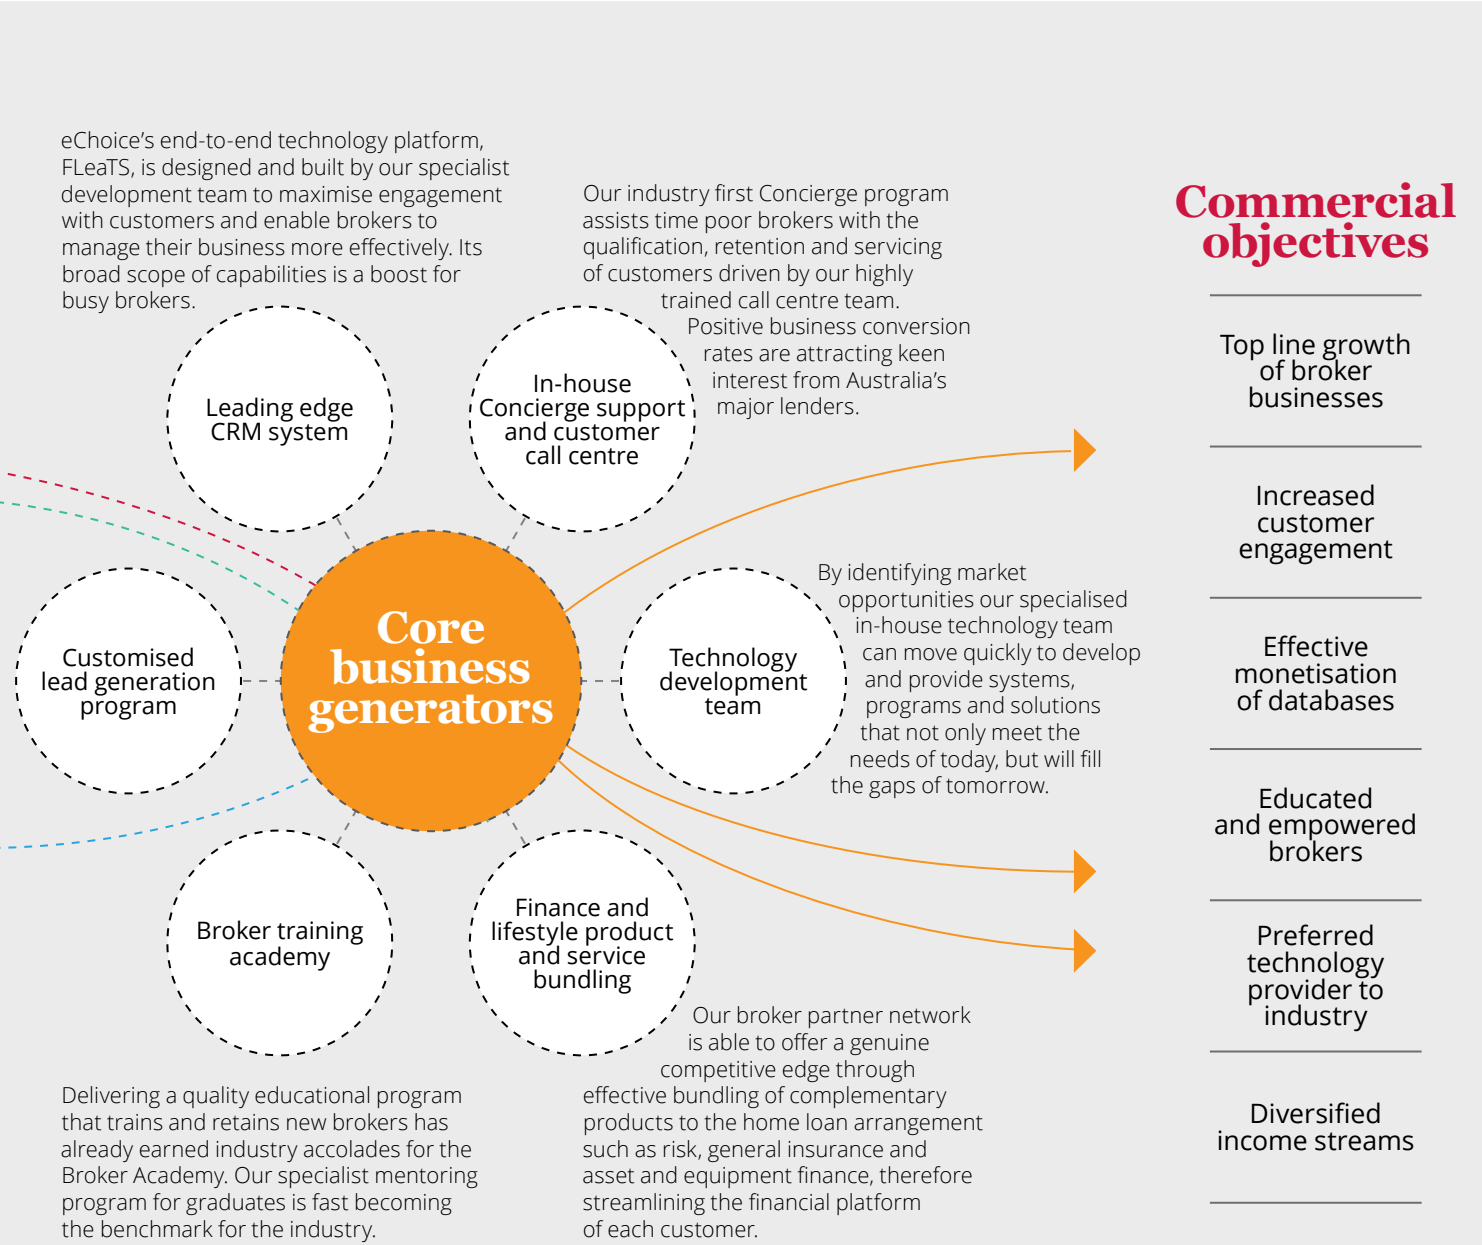 eChoice's end-to-end technology platform,
FLeaTS, is designed and built by our specialist
development team to maximise engagement
with customers and enable brokers to
manage their business more effectively. Its
broad scope of capabilities is a boost for
busy brokers.
Our industry first Concierge program
assists time poor brokers with the
qualification, retention and servicing
of customers driven by our highly
trained call centre team.
Positive business conversion
rates are attracting keen
interest from Australia's
major lenders.
Leading edge
CRM system
In-house
Concierge support
and customer
call centre
Customised
lead generation
program
Core
business
generators
Technology
development
team
By identifying market
opportunities our specialised
in-house technology team
can move quickly to develop
and provide systems,
programs and solutions
that not only meet the
needs of today, but will fill
the gaps of tomorrow.
Broker training
academy
Finance and
lifestyle product
and service
bundling
Delivering a quality educational program
that trains and retains new brokers has
already earned industry accolades for the
Broker Academy. Our specialist mentoring
program for graduates is fast becoming
the benchmark for the industry.
Our broker partner network
is able to offer a genuine
competitive edge through
effective bundling of complementary
products to the home loan arrangement
such as risk, general insurance and
asset and equipment finance, therefore
streamlining the financial platform
of each customer.
Commercial
objectives
Top line growth
of broker
businesses
Increased
customer
engagement
Effective
monetisation
of databases
Educated
and empowered
brokers
Preferred
technology
provider to
industry
Diversified
income streams